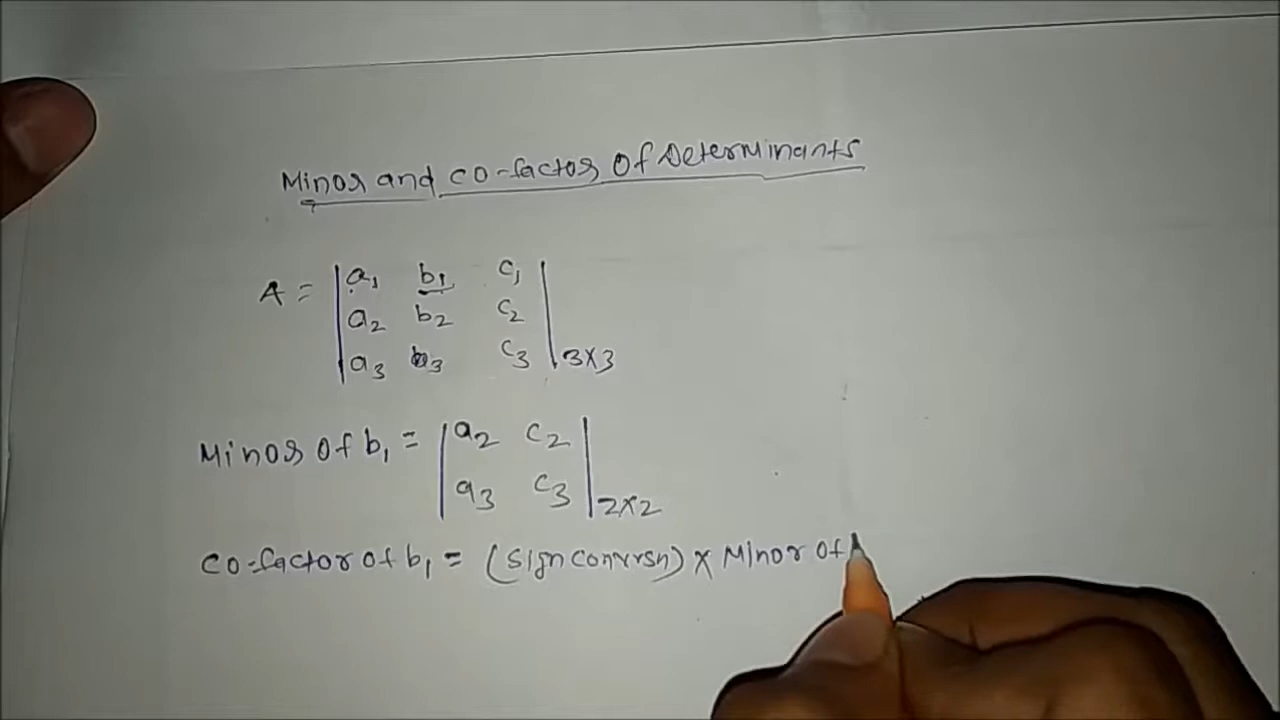 Minor and co-factor of Determinants
A = | a1 b1 c1 |
| a2 b2 c2 |
| a3 b3 c3 | 3x3
Minor of b1 = | a2 c2 |
| a3 c3 | 2x2
co-factor of b1 = (sign convrsn) x Minor of